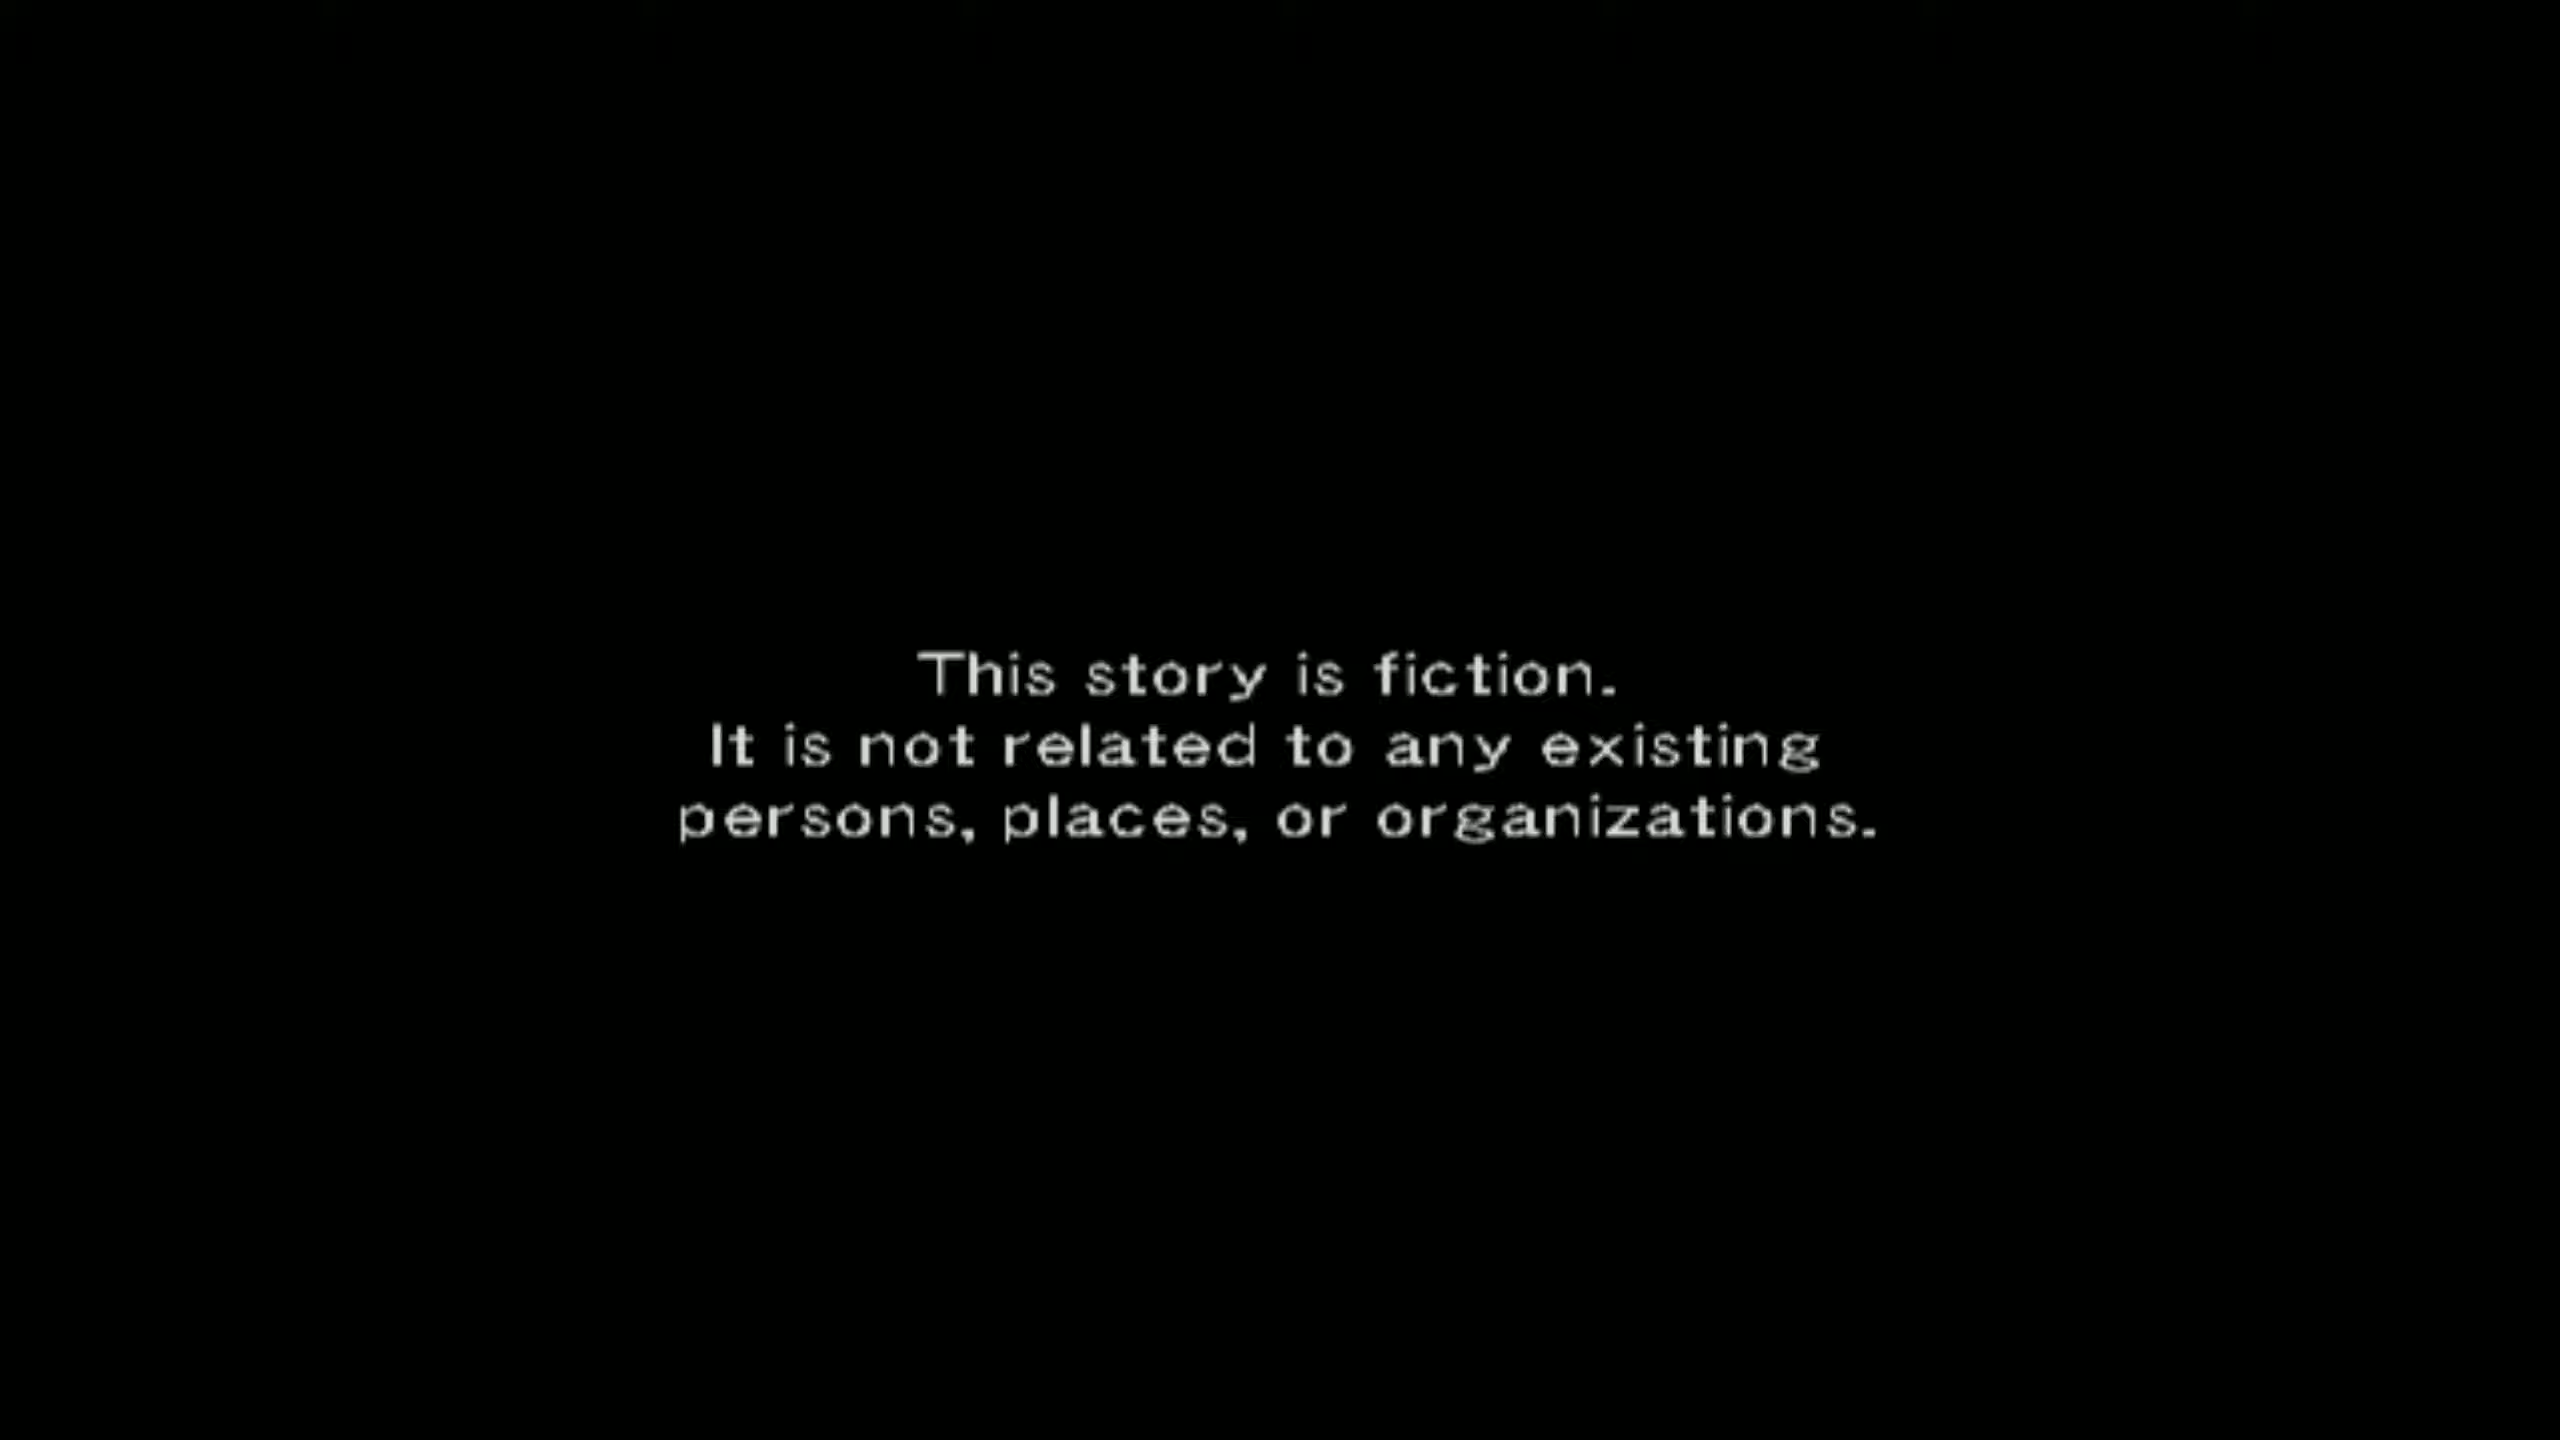 This story is fiction.
It is not related to any existing
persons, places, or organizations.